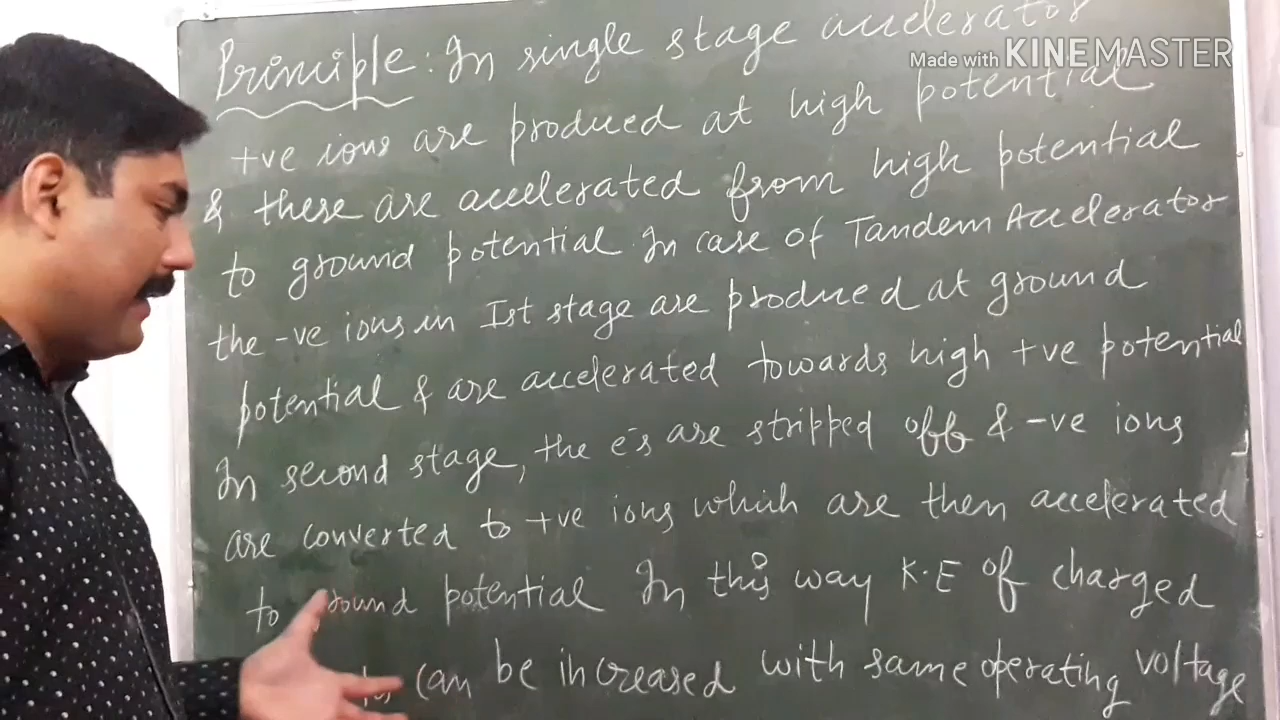 Principle: In single stage accelerator
Made with KINEMASTER
+ve ions are produced at high potential
& these are accelerated from high potential
to ground potential. In case of Tandem Accelerator
the -ve ions in Ist stage are produced at ground
potential & are accelerated towards high +ve potential
In second stage, the e-s are stripped off & -ve ions
are converted to +ve ions which are then accelerated
to ground potential In this way K.E of charged
can be increased with same operating voltage